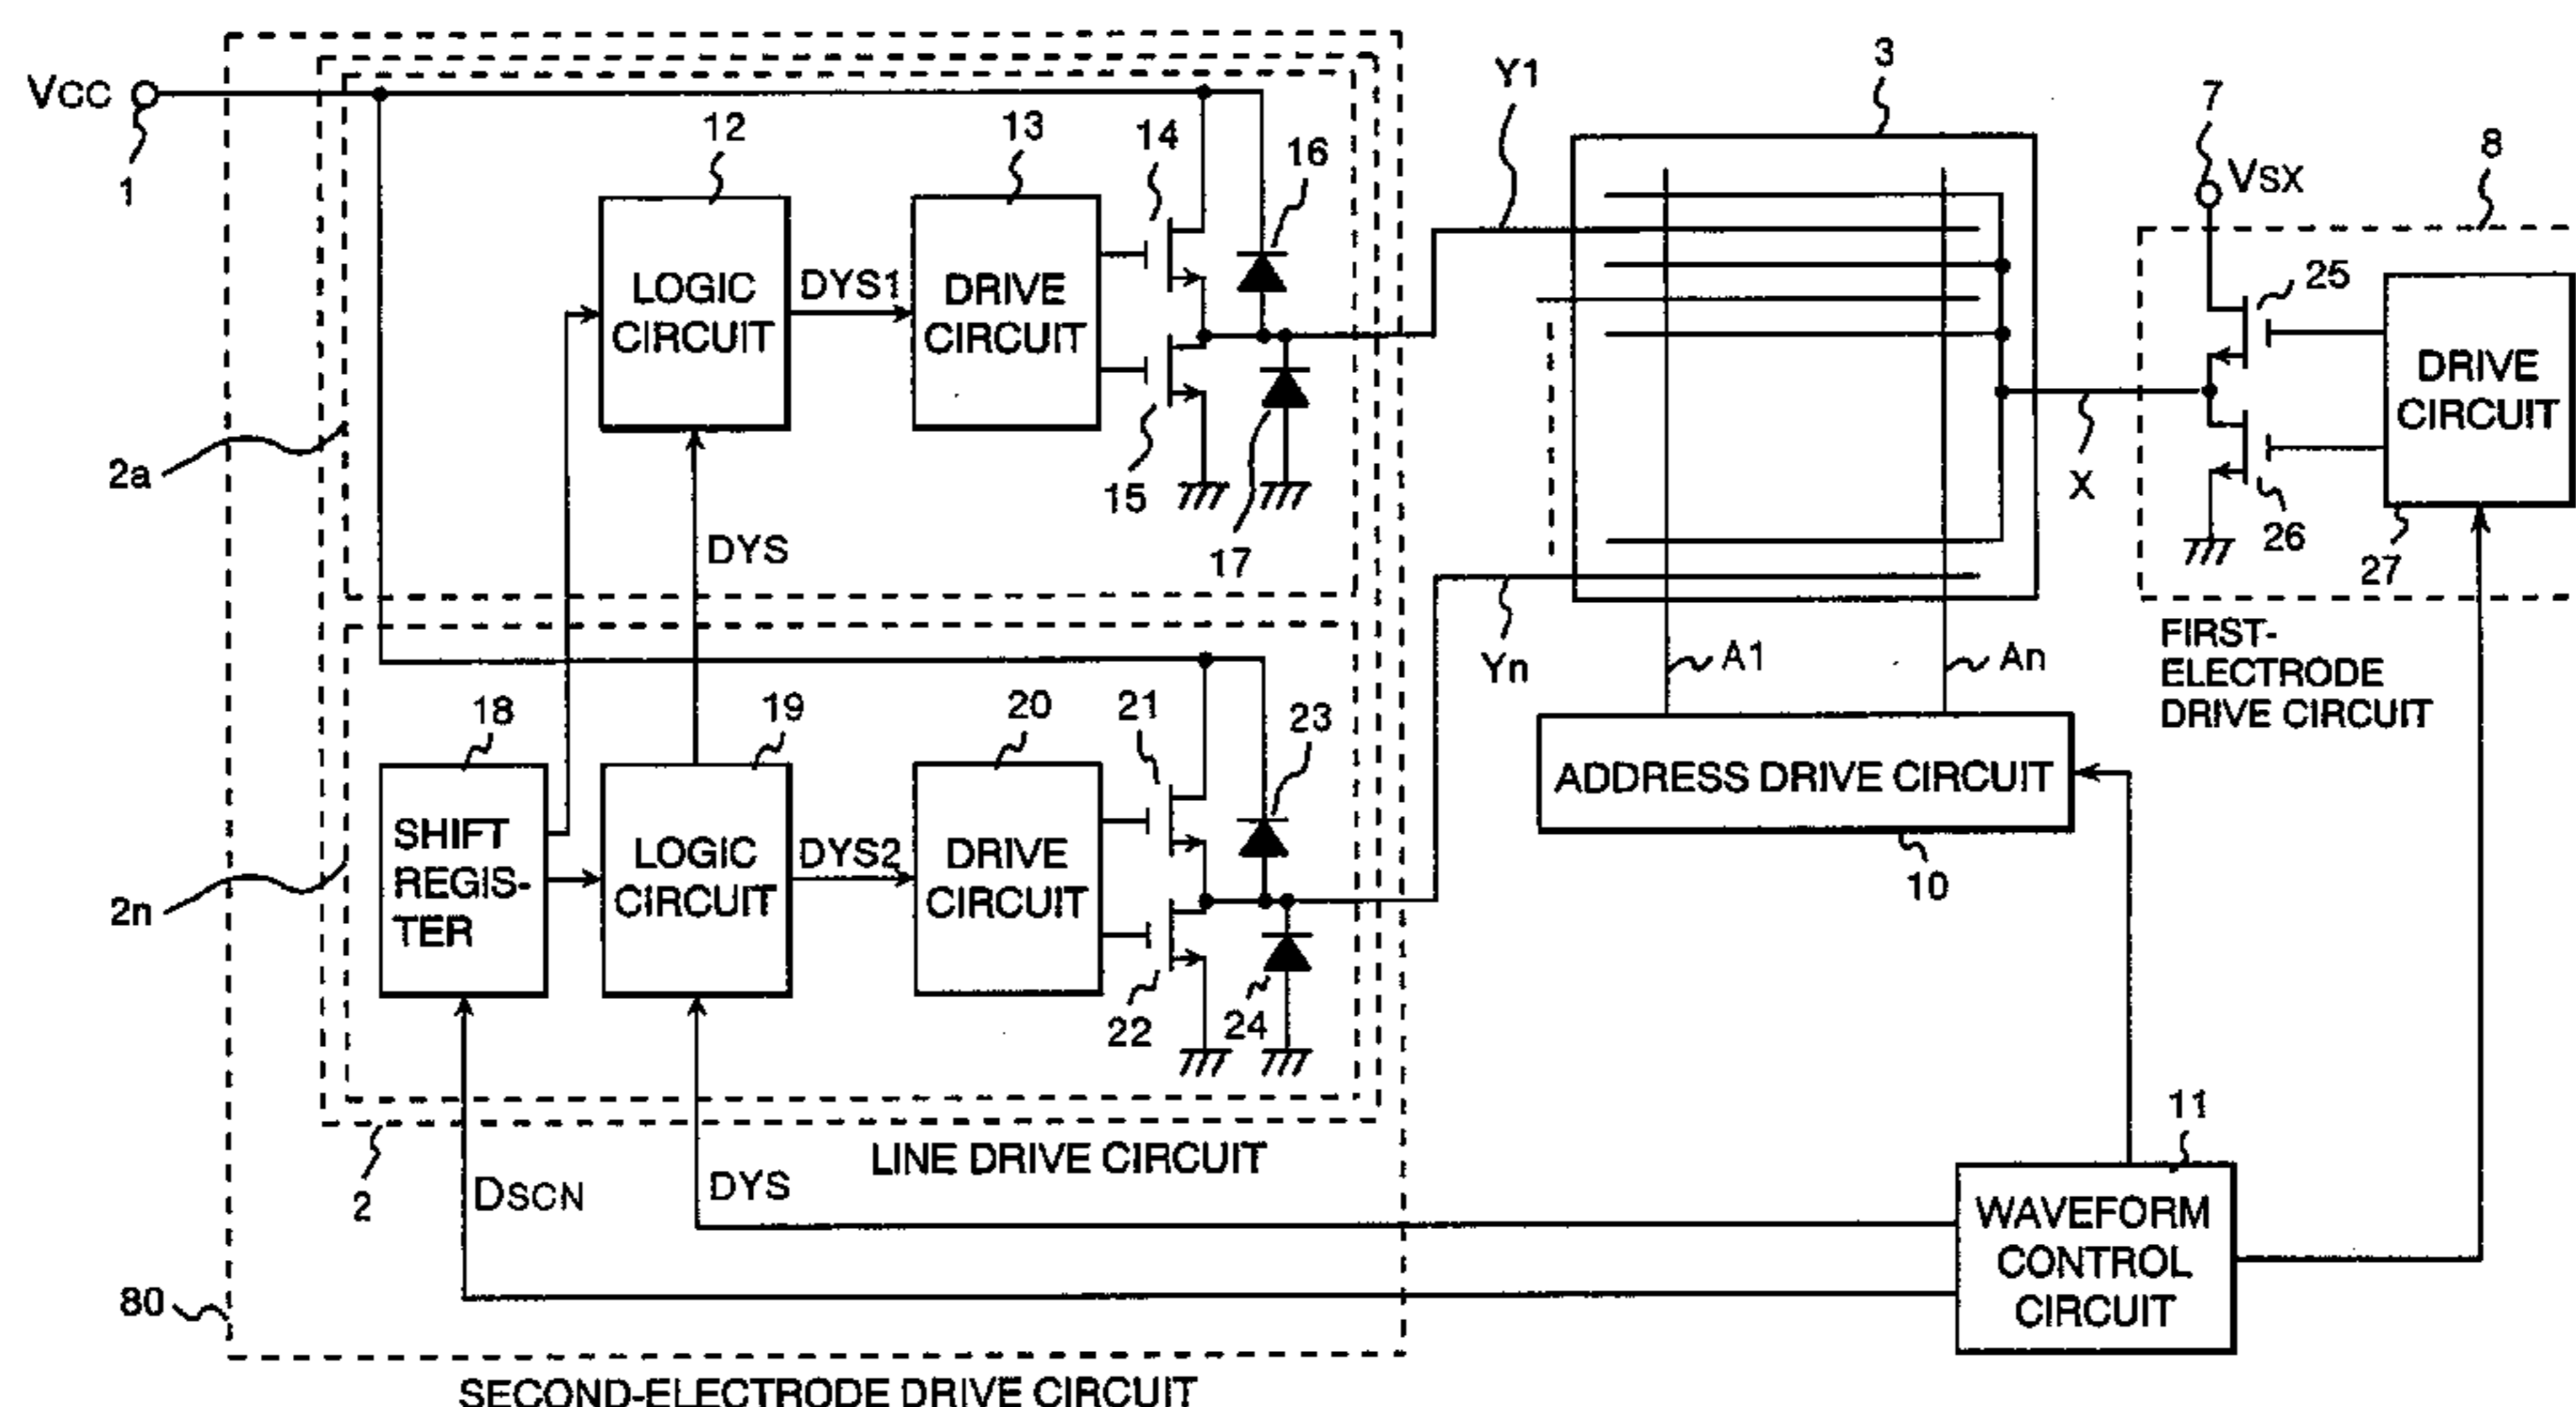 VCC
1
2a
2n
80
12
13
14
16
LOGIC
CIRCUIT
DYS1
DRIVE
CIRCUIT
15
17
DYS
18
19
20
21
23
SHIFT
REGIS-
TER
LOGIC
CIRCUIT
DYS2
DRIVE
CIRCUIT
22
24
2
LINE DRIVE CIRCUIT
DSCN
DYS
SECOND-ELECTRODE DRIVE CIRCUIT
Y1
3
7
VSX
8
25
DRIVE
CIRCUIT
X
26
27
Yn
A1
An
FIRST-
ELECTRODE
DRIVE CIRCUIT
ADDRESS DRIVE CIRCUIT
10
11
WAVEFORM
CONTROL
CIRCUIT